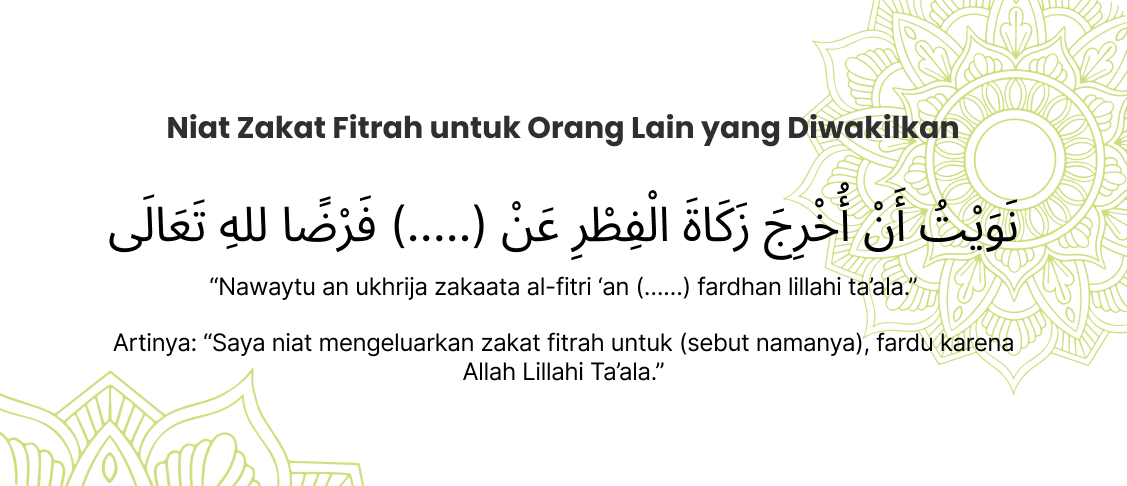 Niat Zakat Fitrah untuk Orang Lain yang Diwakilkan
نَوَيْتُ أَنْ أُخْرِجَ زَكَاةَ الْفِطْرِ عَنْ (.....) فَرْضًا للهِ تَعَالَى
“Nawaytu an ukhrija zakaata al-fitri ‘an (......) fardhan lillahi ta’ala.”
Artinya: “Saya niat mengeluarkan zakat fitrah untuk (sebut namanya), fardu karena
Allah Lillahi Ta’ala.”